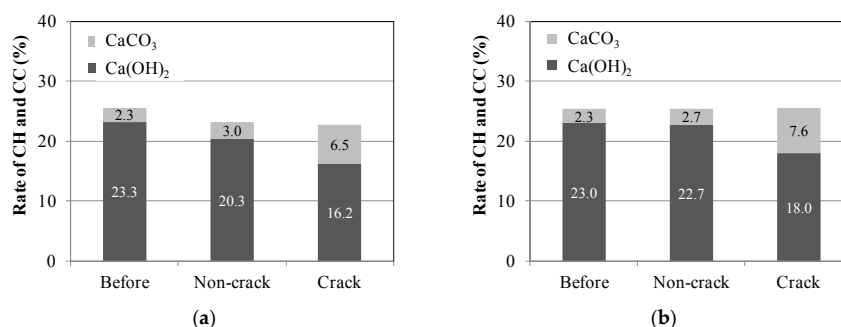 Rate of CH and CC (%)
40
30
20
10
0
CaCO₃
Ca(OH)₂
2.3
23.3
3.0
20.3
6.5
16.2
Before
Non-crack
Crack
(a)
Rate of CH and CC (%)
40
30
20
10
0
CaCO₃
Ca(OH)₂
2.3
23.0
2.7
22.7
7.6
18.0
Before
Non-crack
Crack
(b)